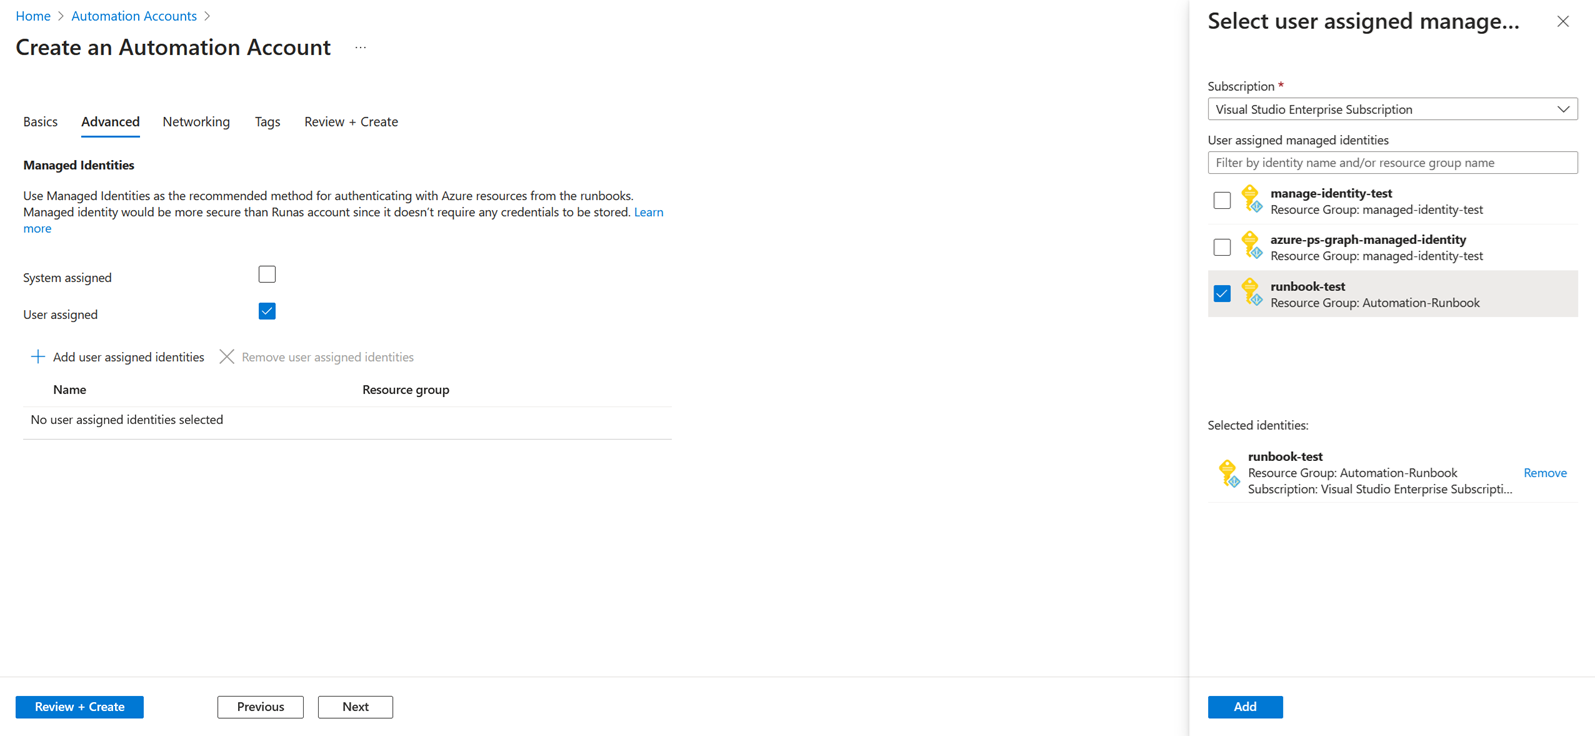 Home > Automation Accounts >
Create an Automation Account ...
Basics Advanced Networking Tags Review + Create
Managed Identities
Use Managed Identities as the recommended method for authenticating with Azure resources from the runbooks.
Managed identity would be more secure than Runas account since it doesn't require any credentials to be stored. Learn
more
System assigned
User assigned
Add user assigned identities Remove user assigned identities
Name Resource group
No user assigned identities selected
Review + Create Previous Next
Select user assigned manage...
Subscription *
Visual Studio Enterprise Subscription
User assigned managed identities
Filter by identity name and/or resource group name
manage-identity-test
Resource Group: managed-identity-test
azure-ps-graph-managed-identity
Resource Group: managed-identity-test
runbook-test
Resource Group: Automation-Runbook
Selected identities:
runbook-test
Resource Group: Automation-Runbook
Remove
Subscription: Visual Studio Enterprise Subscripti...
Add